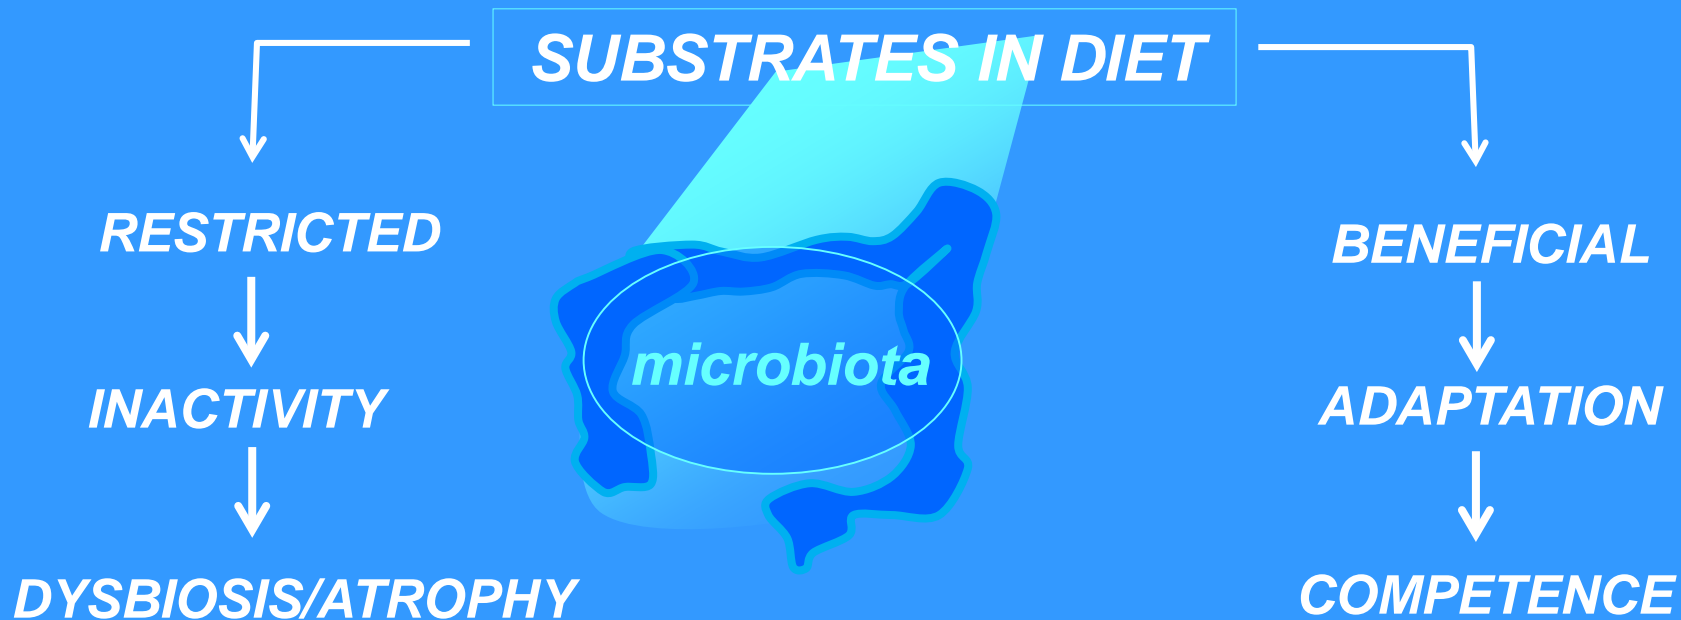 SUBSTRATES IN DIET
RESTRICTED
INACTIVITY
DYSBIOSIS/ATROPHY
microbiota
BENEFICIAL
ADAPTATION
COMPETENCE